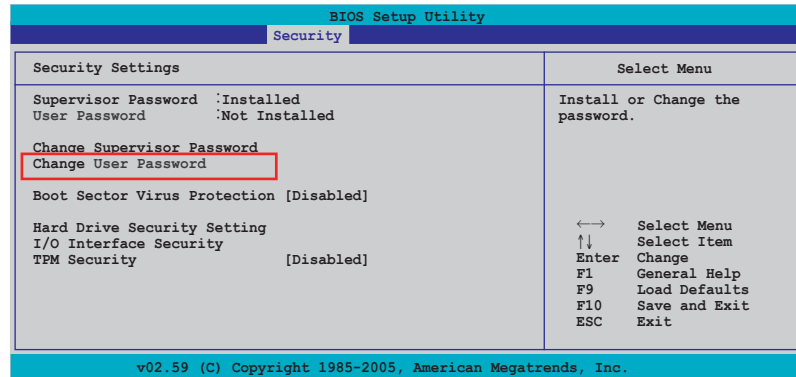 BIOS Setup Utility
Security
Security Settings
Supervisor Password :Installed
User Password :Not Installed
Change Supervisor Password
Change User Password
Boot Sector Virus Protection [Disabled]
Hard Drive Security Setting
I/O Interface Security
TPM Security [Disabled]
Select Menu
Install or Change the
password.
←→ Select Menu
↑↓ Select Item
Enter Change
F1 General Help
F9 Load Defaults
F10 Save and Exit
ESC Exit
v02.59 (C) Copyright 1985-2005, American Megatrends, Inc.